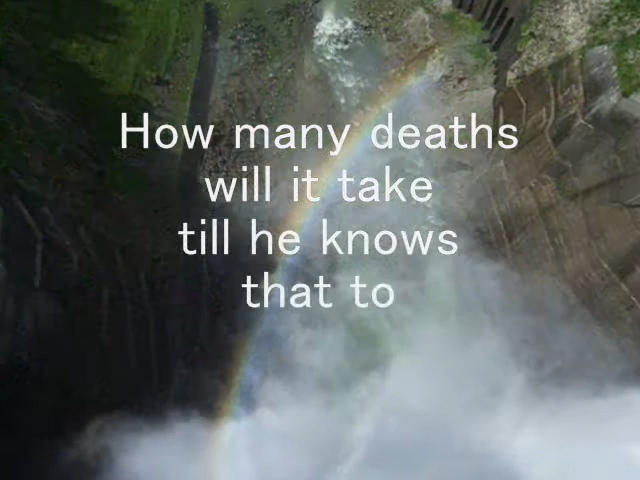 How many deaths
will it take
till he knows
that to